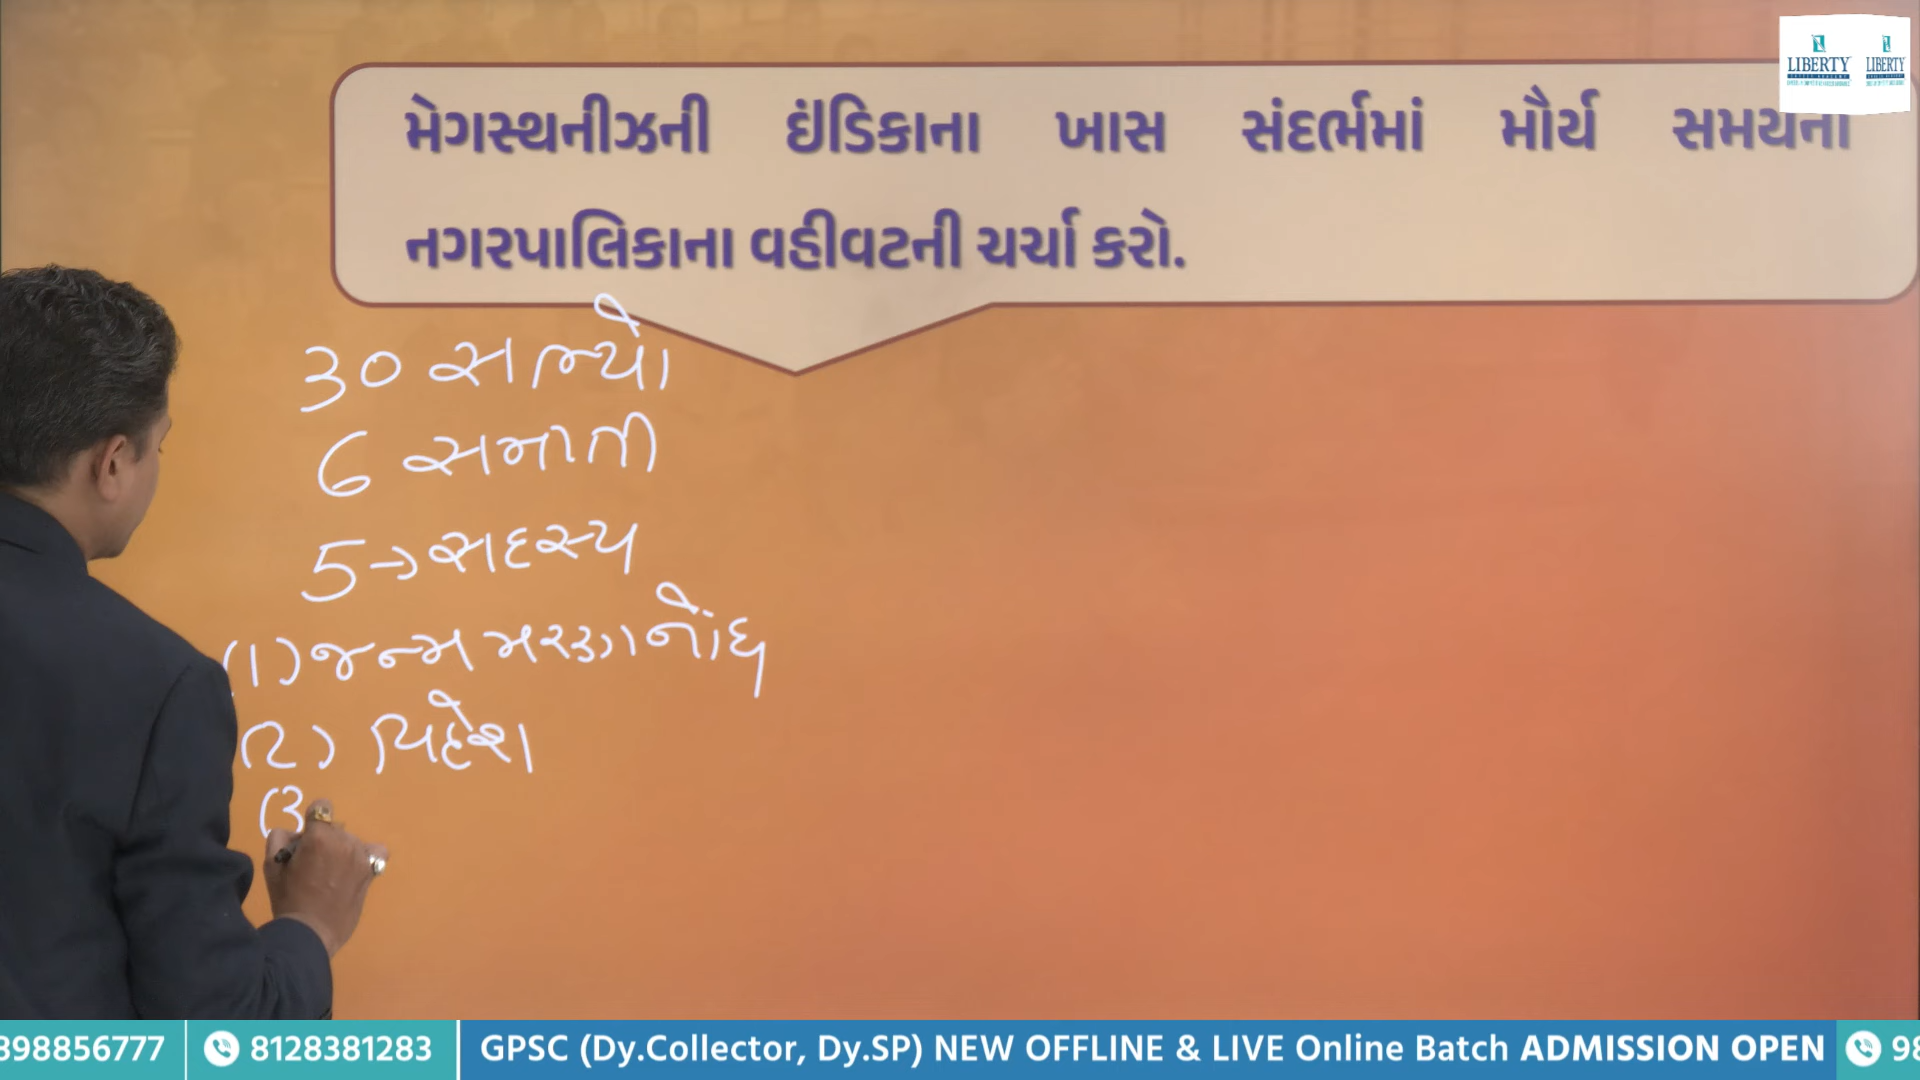 LIBERTY LIBERTY
મેગસ્થનીઝની ઇંડિકાના ખાસ સંદર્ભમાં મૌર્ય સમયના
નગરપાલિકાના વહીવટની ચર્ચા કરો.
30 સભ્યો
6 સમાતી
5→સદસ્ય
(1) જન્મ મરણ નોંધ
(2) વિદેશ
(3
898856777 8128381283 GPSC (Dy.Collector, Dy.SP) NEW OFFLINE & LIVE Online Batch ADMISSION OPEN 98